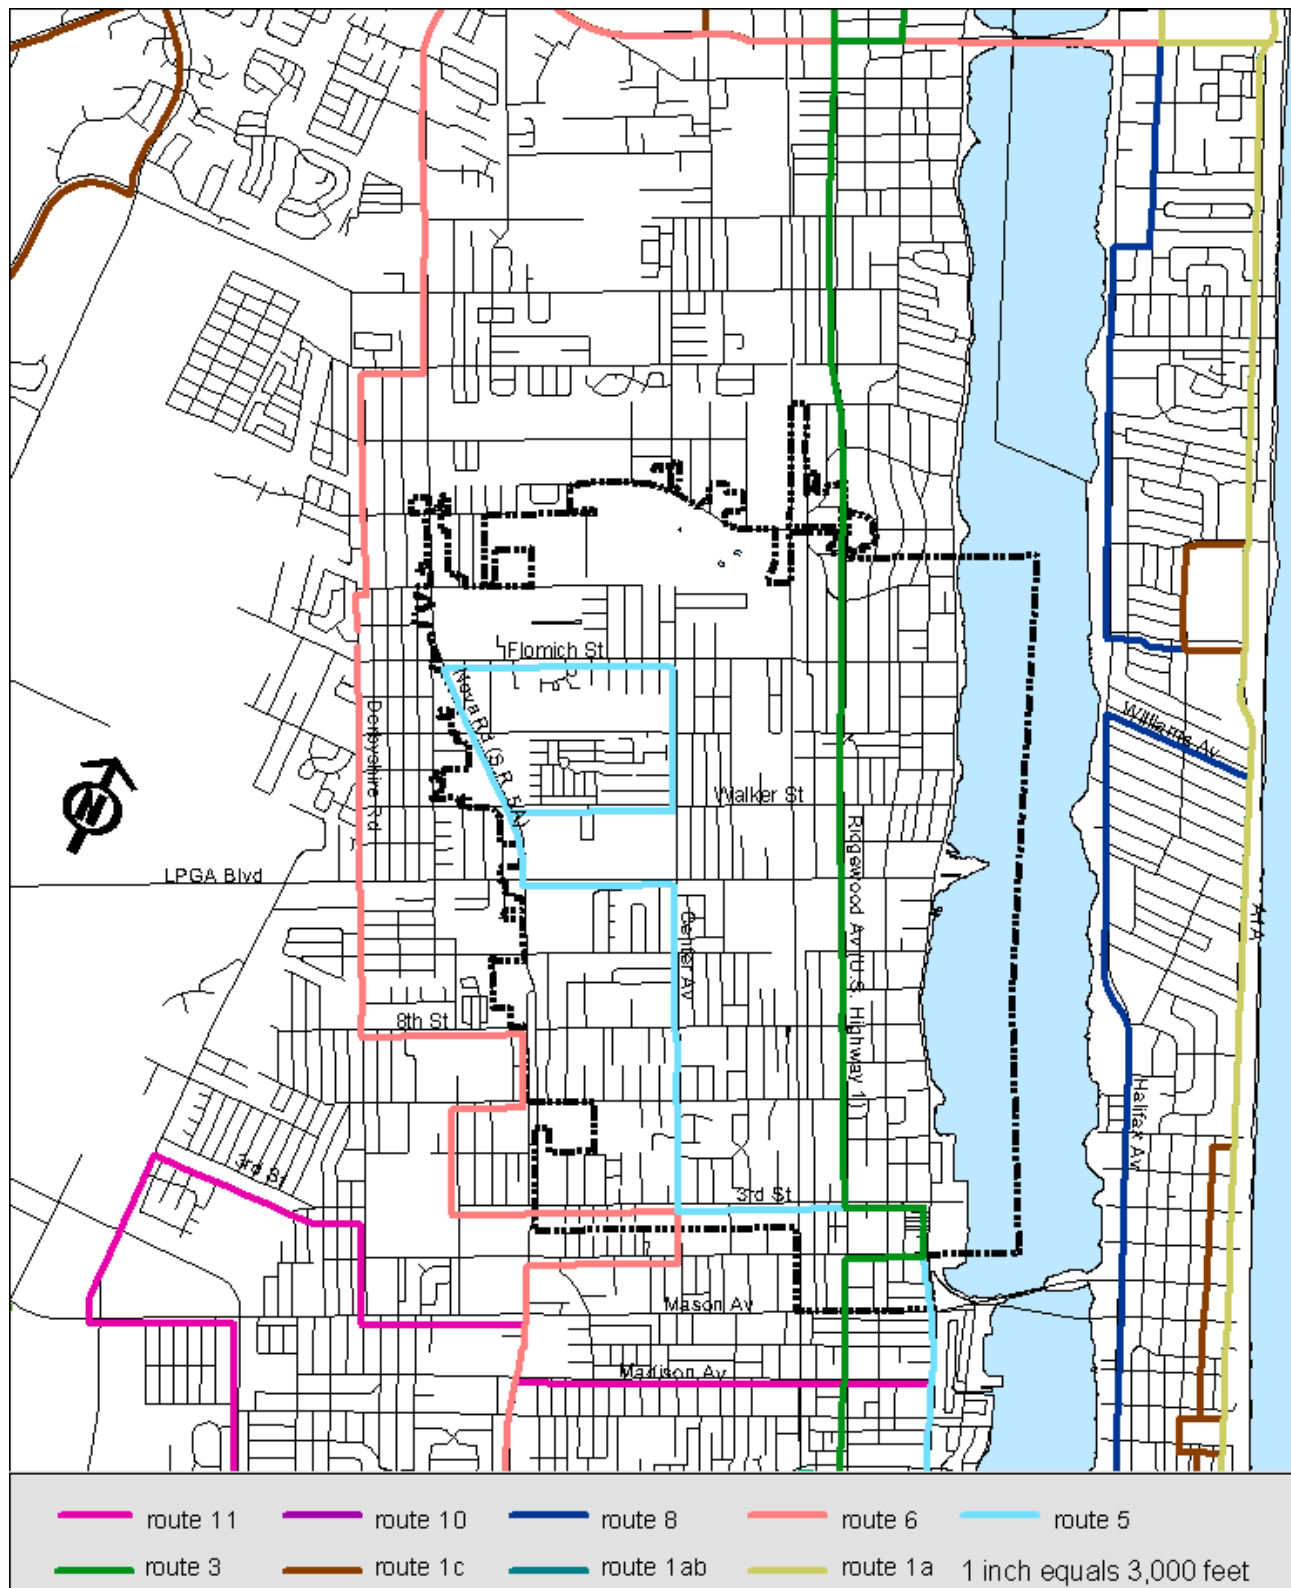 Flomich St
Nova Rd (S.R. 5A)
Derbyshire Rd
Williams Av
Walker St
N
Ridgewood Av (U.S. Highway 1)
LPGA Blvd
A1A
Center Av
8th St
Halifax Av
3rd St
3rd St
Mason Av
Madison Av
route 11 route 10 route 8 route 6 route 5
route 3 route 1c route 1ab route 1a 1 inch equals 3,000 feet